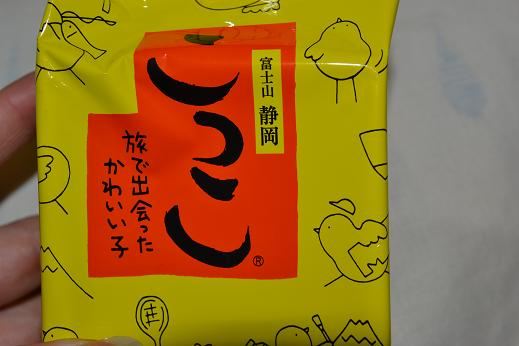 富士山 静岡
こっこ
®
旅で出会った
かわいい子